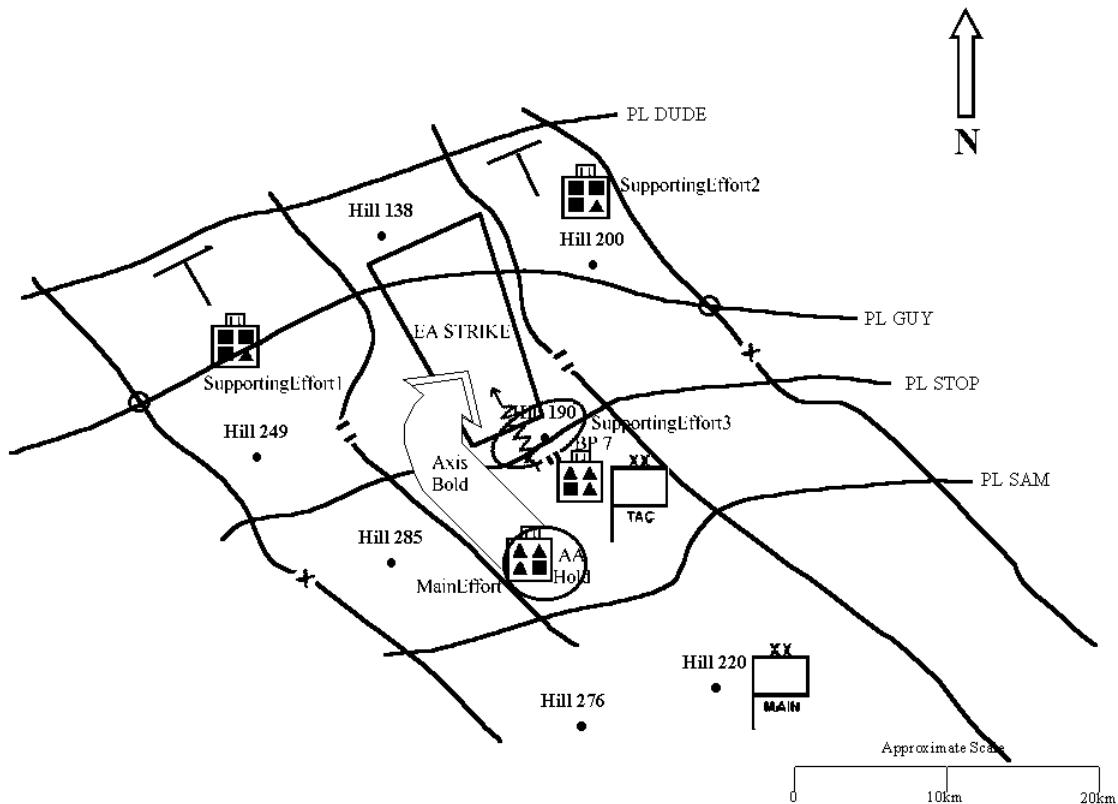 PL DUDE
N
SupportingEffort2
Hill 138
Hill 200
EA STRIKE
PL GUY
SupportingEffort1
PL STOP
Hill 190
SupportingEffort3
BP 7
Hill 249
Axis
Bold
XX
TAC
PL SAM
Hill 285
AA
Hold
MainEffort
Hill 220
XX
MAIN
Hill 276
Approximate Scale
0
10km
20km